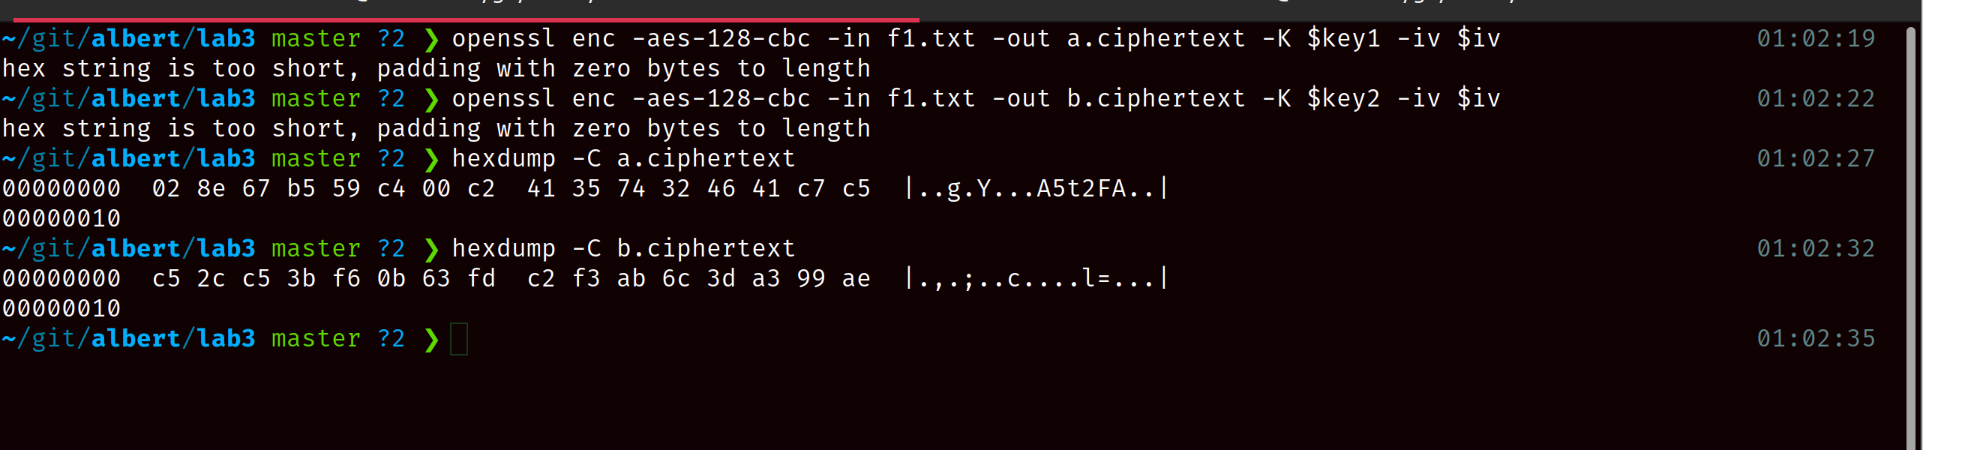 ~/git/albert/lab3 master ?2 ❯ openssl enc -aes-128-cbc -in f1.txt -out a.ciphertext -K $key1 -iv $iv 01:02:19
hex string is too short, padding with zero bytes to length
~/git/albert/lab3 master ?2 ❯ openssl enc -aes-128-cbc -in f1.txt -out b.ciphertext -K $key2 -iv $iv 01:02:22
hex string is too short, padding with zero bytes to length
~/git/albert/lab3 master ?2 ❯ hexdump -C a.ciphertext 01:02:27
00000000  02 8e 67 b5 59 c4 00 c2  41 35 74 32 46 41 c7 c5  |..g.Y...A5t2FA..|
00000010
~/git/albert/lab3 master ?2 ❯ hexdump -C b.ciphertext 01:02:32
00000000  c5 2c c5 3b f6 0b 63 fd  c2 f3 ab 6c 3d a3 99 ae  |.,.;..c....l=...|
00000010
~/git/albert/lab3 master ?2 ❯ 01:02:35